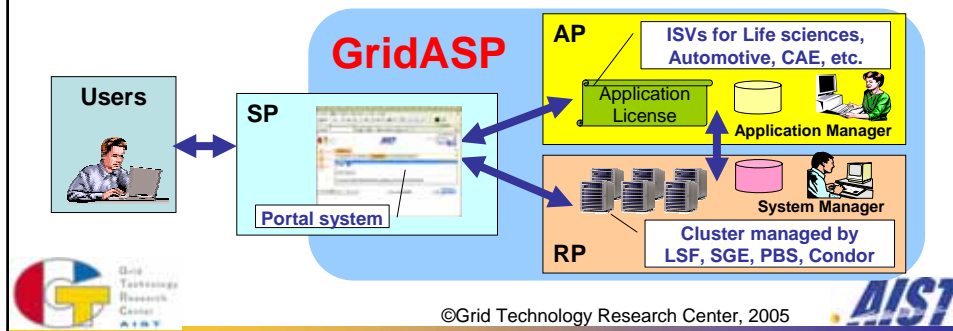 GridASP
Users
SP
Portal system
AP
ISVs for Life sciences,
Automotive, CAE, etc.
Application
License
Application Manager
System Manager
RP
Cluster managed by
LSF, SGE, PBS, Condor
Grid
Technology
Research
Center
AIST
©Grid Technology Research Center, 2005
AIST